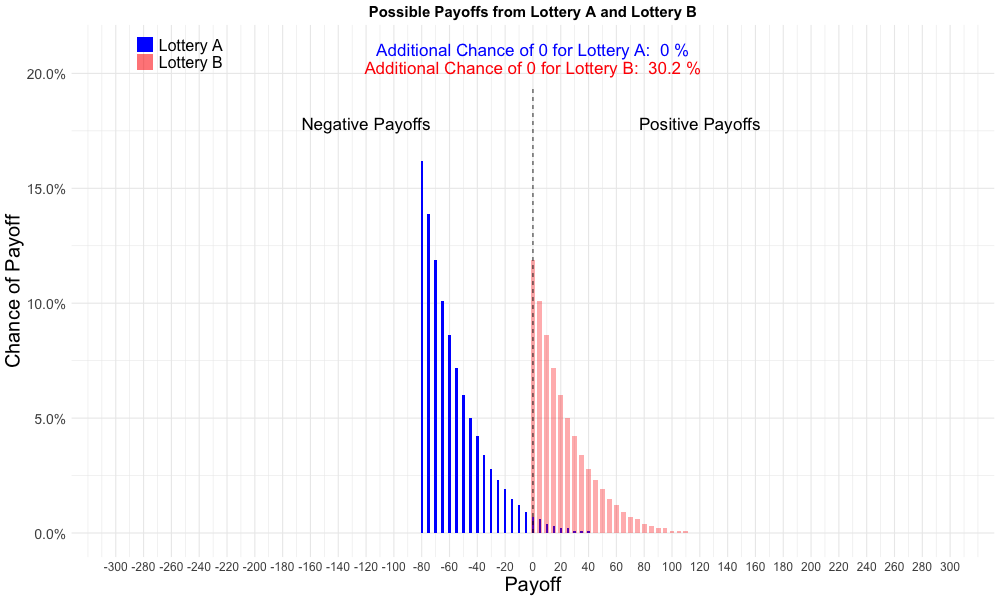 Possible Payoffs from Lottery A and Lottery B
Lottery A
Lottery B
Additional Chance of 0 for Lottery A:  0 %
Additional Chance of 0 for Lottery B:  30.2 %
Negative Payoffs
Positive Payoffs
Chance of Payoff
20.0%
15.0%
10.0%
5.0%
0.0%
-300 -280 -260 -240 -220 -200 -180 -160 -140 -120 -100 -80 -60 -40 -20 0 20 40 60 80 100 120 140 160 180 200 220 240 260 280 300
Payoff